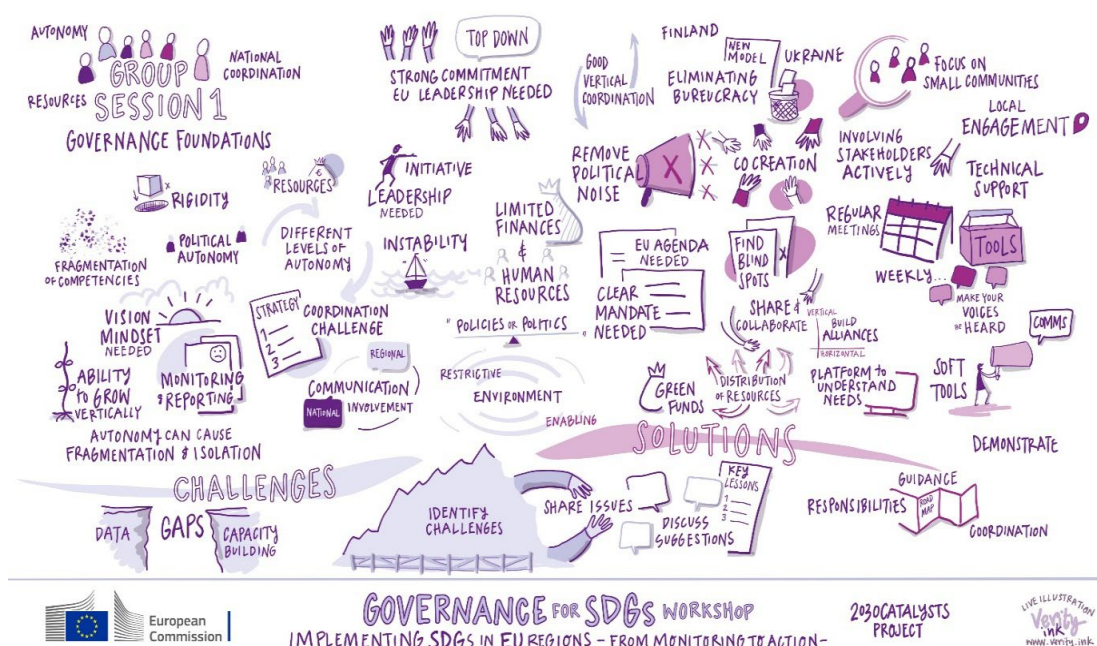 AUTONOMY
GROUP
SESSION 1
NATIONAL
COORDINATION
RESOURCES
GOVERNANCE FOUNDATIONS
RIGIDITY
€
RESOURCES
FRAGMENTATION
OF COMPETENCIES
POLITICAL
AUTONOMY
DIFFERENT
LEVELS OF
AUTONOMY
VISION
MINDSET
NEEDED
STRATEGY
1
2
3
COORDINATION
CHALLENGE
ABILITY
TO GROW
VERTICALLY
MONITORING
& REPORTING
REGIONAL
COMMUNICATION
NATIONAL
INVOLVEMENT
AUTONOMY CAN CAUSE
FRAGMENTATION & ISOLATION
CHALLENGES
DATA
GAPS
CAPACITY
BUILDING
TOP DOWN
STRONG COMMITMENT
EU LEADERSHIP NEEDED
INITIATIVE
LEADERSHIP
NEEDED
INSTABILITY
LIMITED
FINANCES
&
HUMAN
RESOURCES
"POLICIES OR POLITICS"
RESTRICTIVE
ENVIRONMENT
ENABLING
GOOD
VERTICAL
COORDINATION
FINLAND
NEW
MODEL
UKRAINE
ELIMINATING
BUREUCRACY
REMOVE
POLITICAL
NOISE
X
COCREATION
EU AGENDA
NEEDED
CLEAR
MANDATE
NEEDED
FIND
BLIND
SPOTS
X
SHARE &
COLLABORATE
VERTICAL
BUILD
ALLIANCES
HORIZONTAL
GREEN
FUNDS
DISTRIBUTION
OF RESOURCES
PLATFORM TO
UNDERSTAND
NEEDS
FOCUS ON
SMALL COMMUNITIES
LOCAL
ENGAGEMENT
INVOLVING
STAKEHOLDERS
ACTIVELY
TECHNICAL
SUPPORT
REGULAR
MEETINGS
TOOLS
WEEKLY...
MAKE YOUR
VOICES
BE HEARD
COMMS
SOFT
TOOLS
SOLUTIONS
DEMONSTRATE
IDENTIFY
CHALLENGES
SHARE ISSUES
DISCUSS
SUGGESTIONS
KEY
LESSONS
1
2
3
GUIDANCE
RESPONSIBILITIES
ROAD
MAP
COORDINATION
European
Commission
GOVERNANCE FOR SDGs WORKSHOP
IMPLEMENTING SDGs IN EU REGIONS - FROM MONITORING TO ACTION -
2030CATALYSTS
PROJECT
LIVE ILLUSTRATION
Verity
ink
www.verity.ink